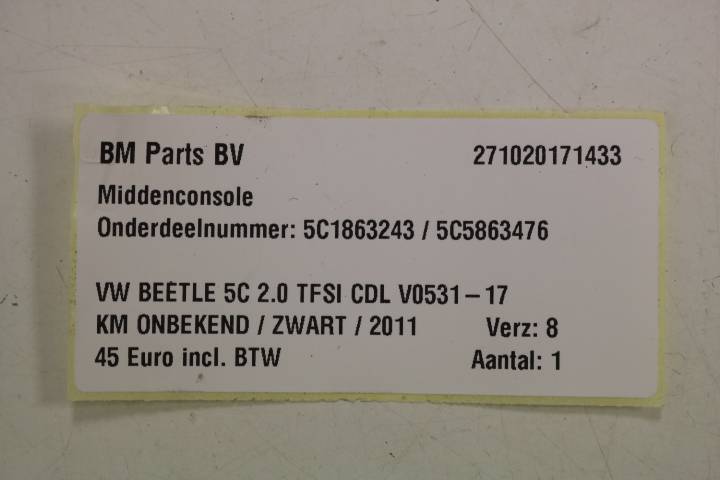 BM Parts BV 271020171433
Middenconsole
Onderdeelnummer: 5C1863243 / 5C5863476
VW BEETLE 5C 2.0 TFSI CDL V0531-17
KM ONBEKEND / ZWART / 2011 Verz: 8
45 Euro incl. BTW Aantal: 1